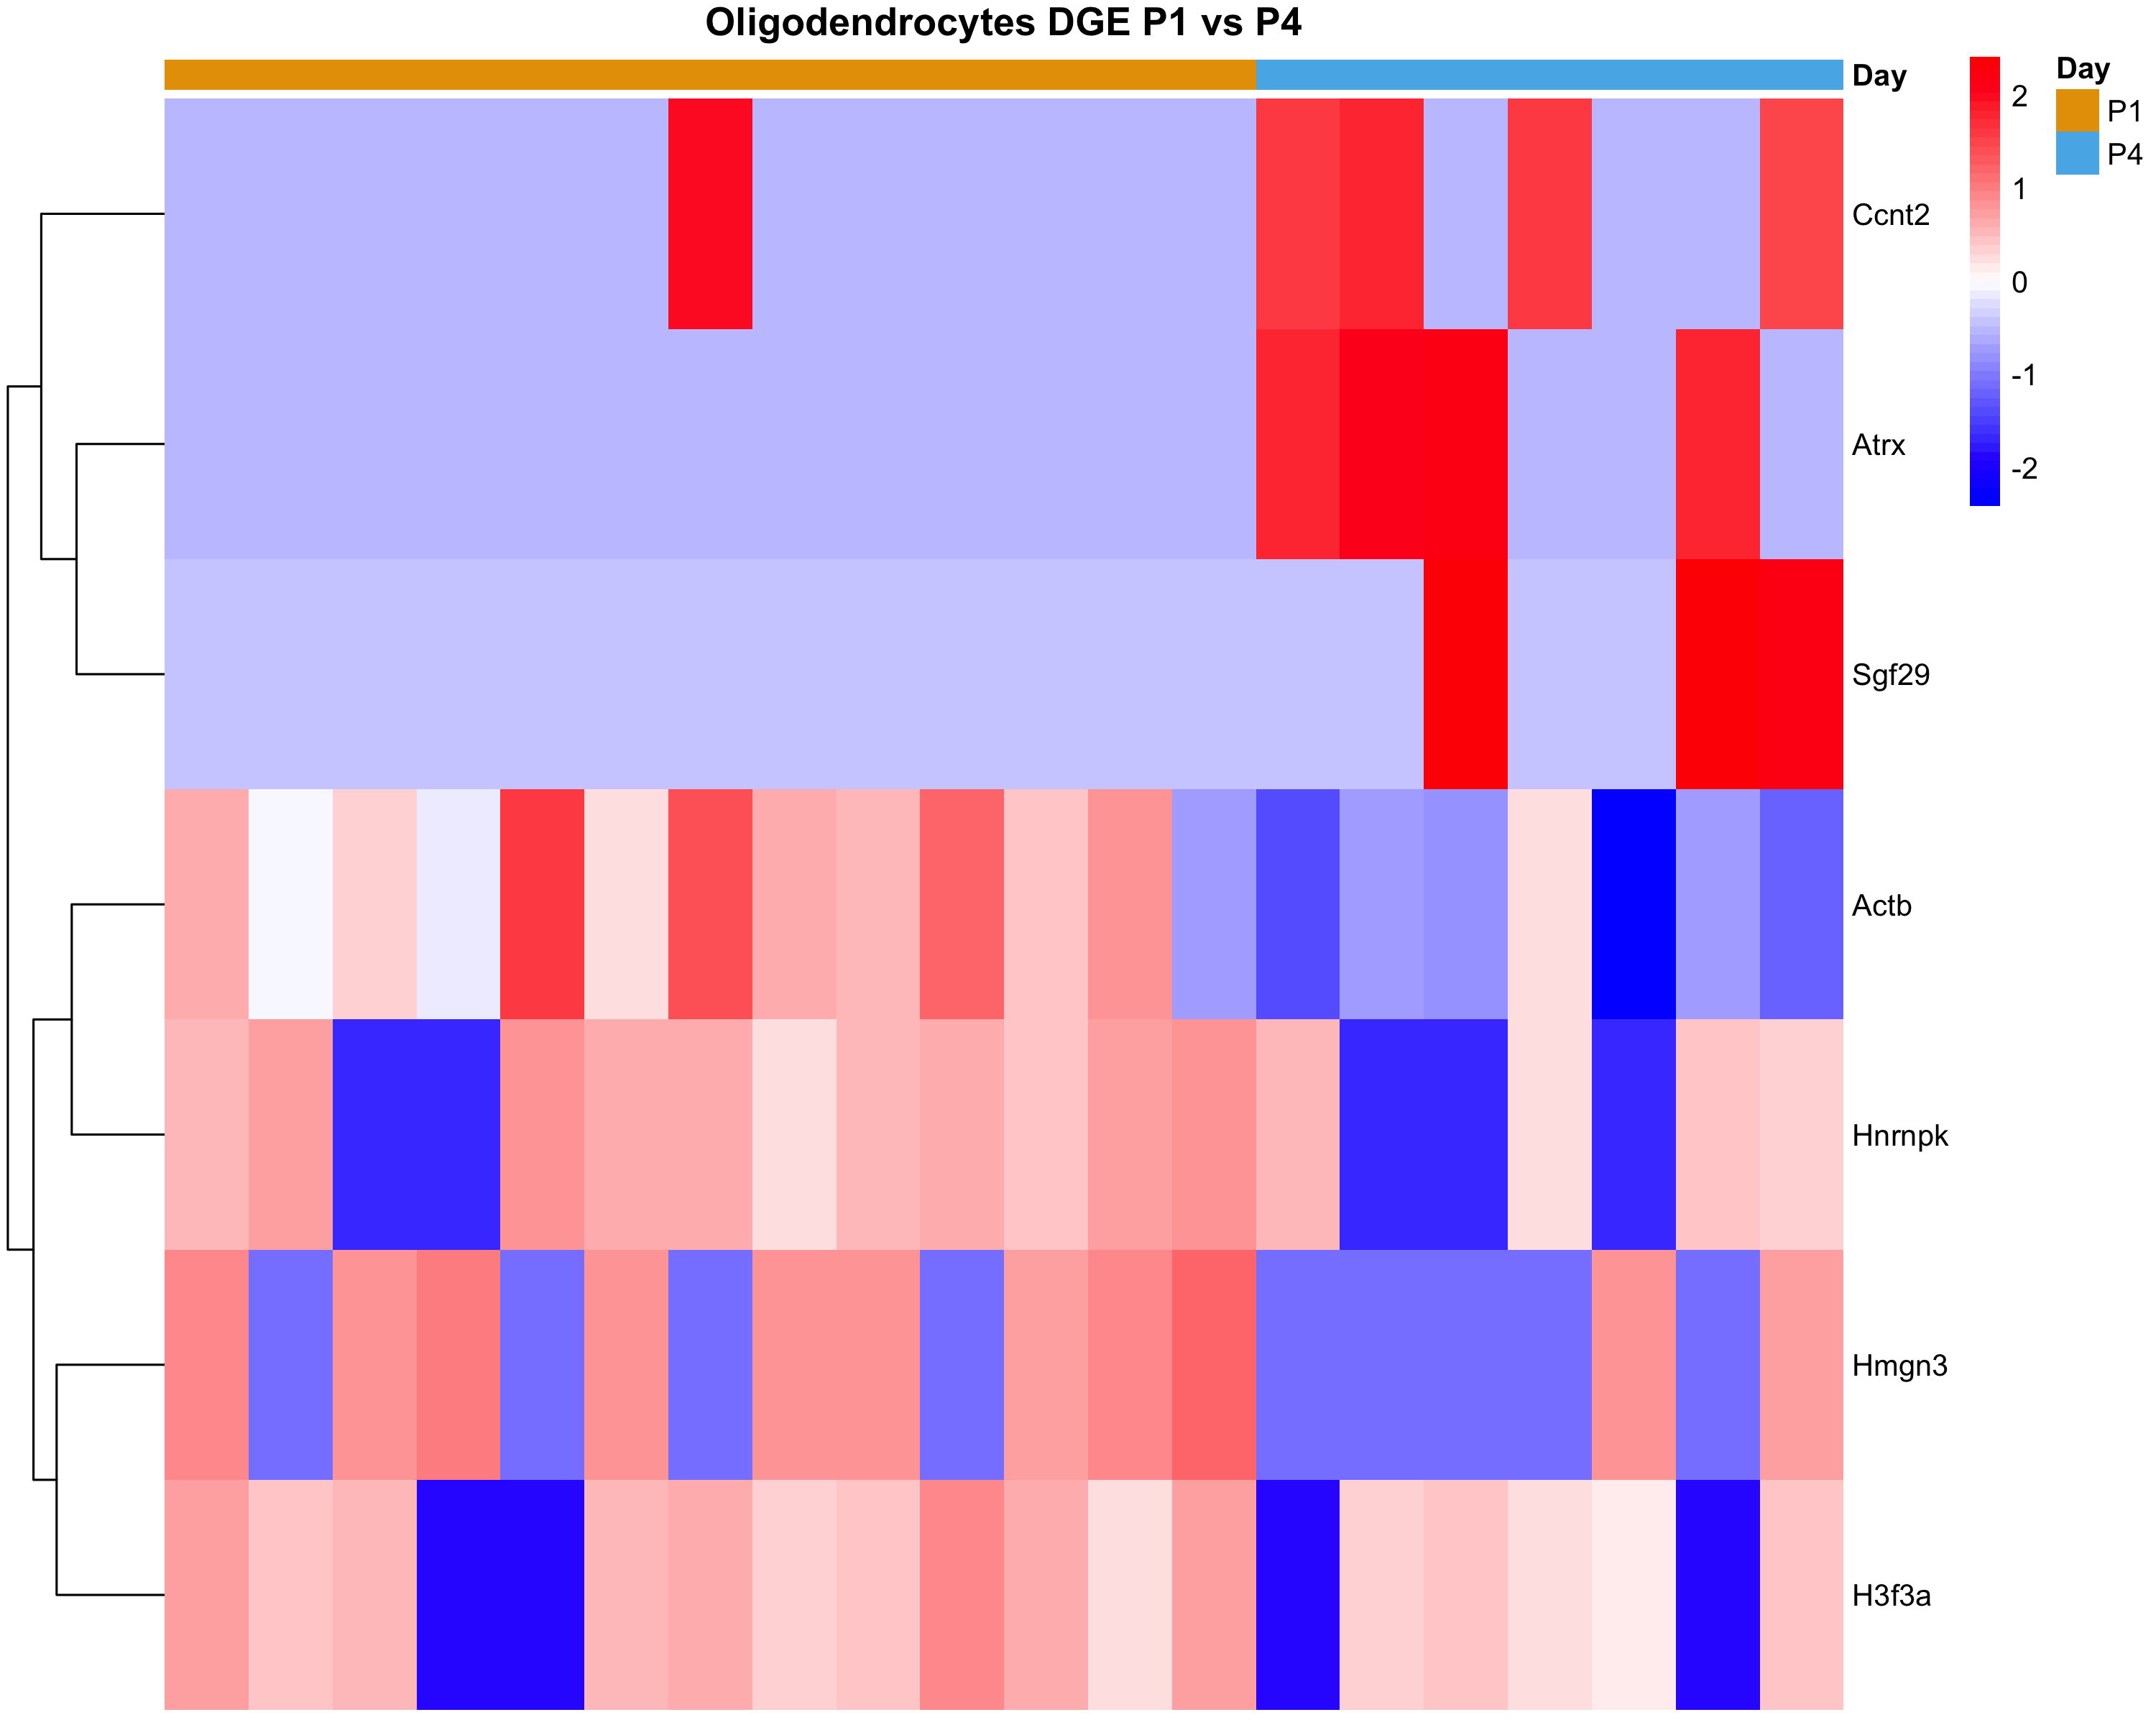 Oligodendrocytes DGE P1 vs P4
Day
Ccnt2
Atrx
Sgf29
Actb
Hnrnpk
Hmgn3
H3f3a
2
1
0
-1
-2
Day
P1
P4